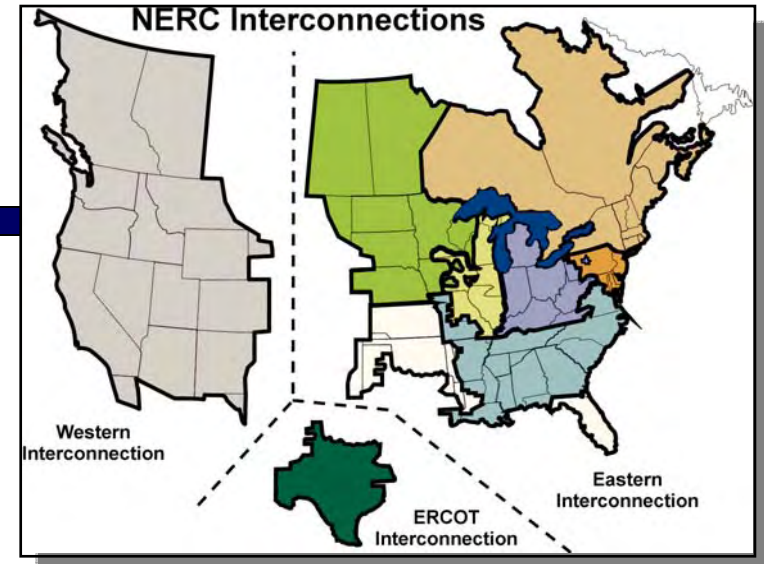 NERC Interconnections
Western
Interconnection
ERCOT
Interconnection
Eastern
Interconnection